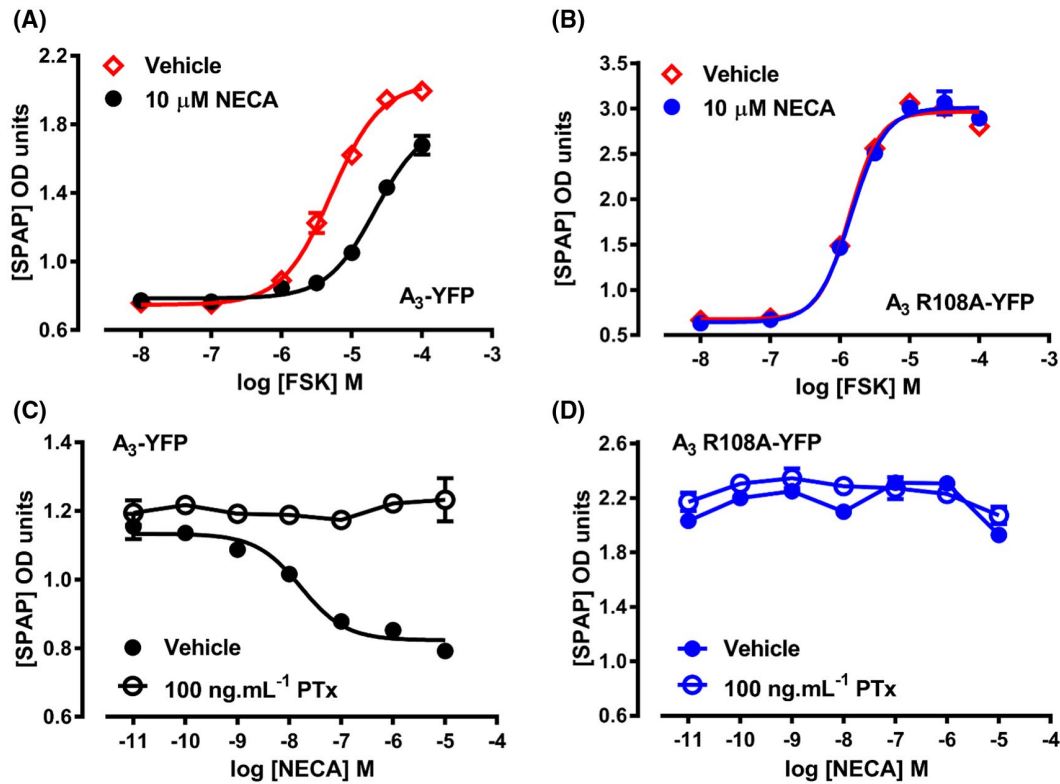 (A)
Vehicle
10 μM NECA
2.2
1.8
1.4
1.0
0.6
[SPAP] OD units
A₃-YFP
-8 -7 -6 -5 -4 -3
log [FSK] M
(B)
Vehicle
10 μM NECA
3.5
3.0
2.5
2.0
1.5
1.0
0.5
[SPAP] OD units
A₃ R108A-YFP
-8 -7 -6 -5 -4 -3
log [FSK] M
(C)
A₃-YFP
1.4
1.2
1.0
0.8
0.6
[SPAP] OD units
Vehicle
100 ng.mL⁻¹ PTx
-11 -10 -9 -8 -7 -6 -5 -4
log [NECA] M
(D)
A₃ R108A-YFP
2.6
2.2
1.8
1.4
1.0
0.6
[SPAP] OD units
Vehicle
100 ng.mL⁻¹ PTx
-11 -10 -9 -8 -7 -6 -5 -4
log [NECA] M